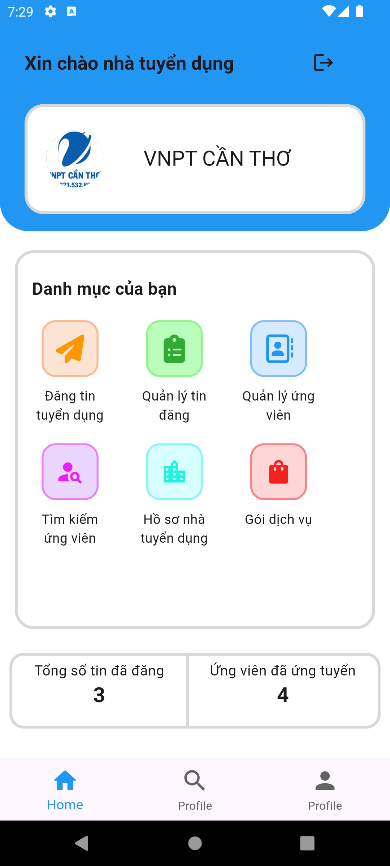 7:29
Xin chào nhà tuyển dụng
VNPT CẦN THƠ
VNPT CẦN THƠ
Danh mục của bạn
Đăng tin
tuyển dụng
Quản lý tin
đăng
Quản lý ứng
viên
Tìm kiếm
ứng viên
Hồ sơ nhà
tuyển dụng
Gói dịch vụ
Tổng số tin đã đăng
3
Ứng viên đã ứng tuyển
4
Home
Profile
Profile